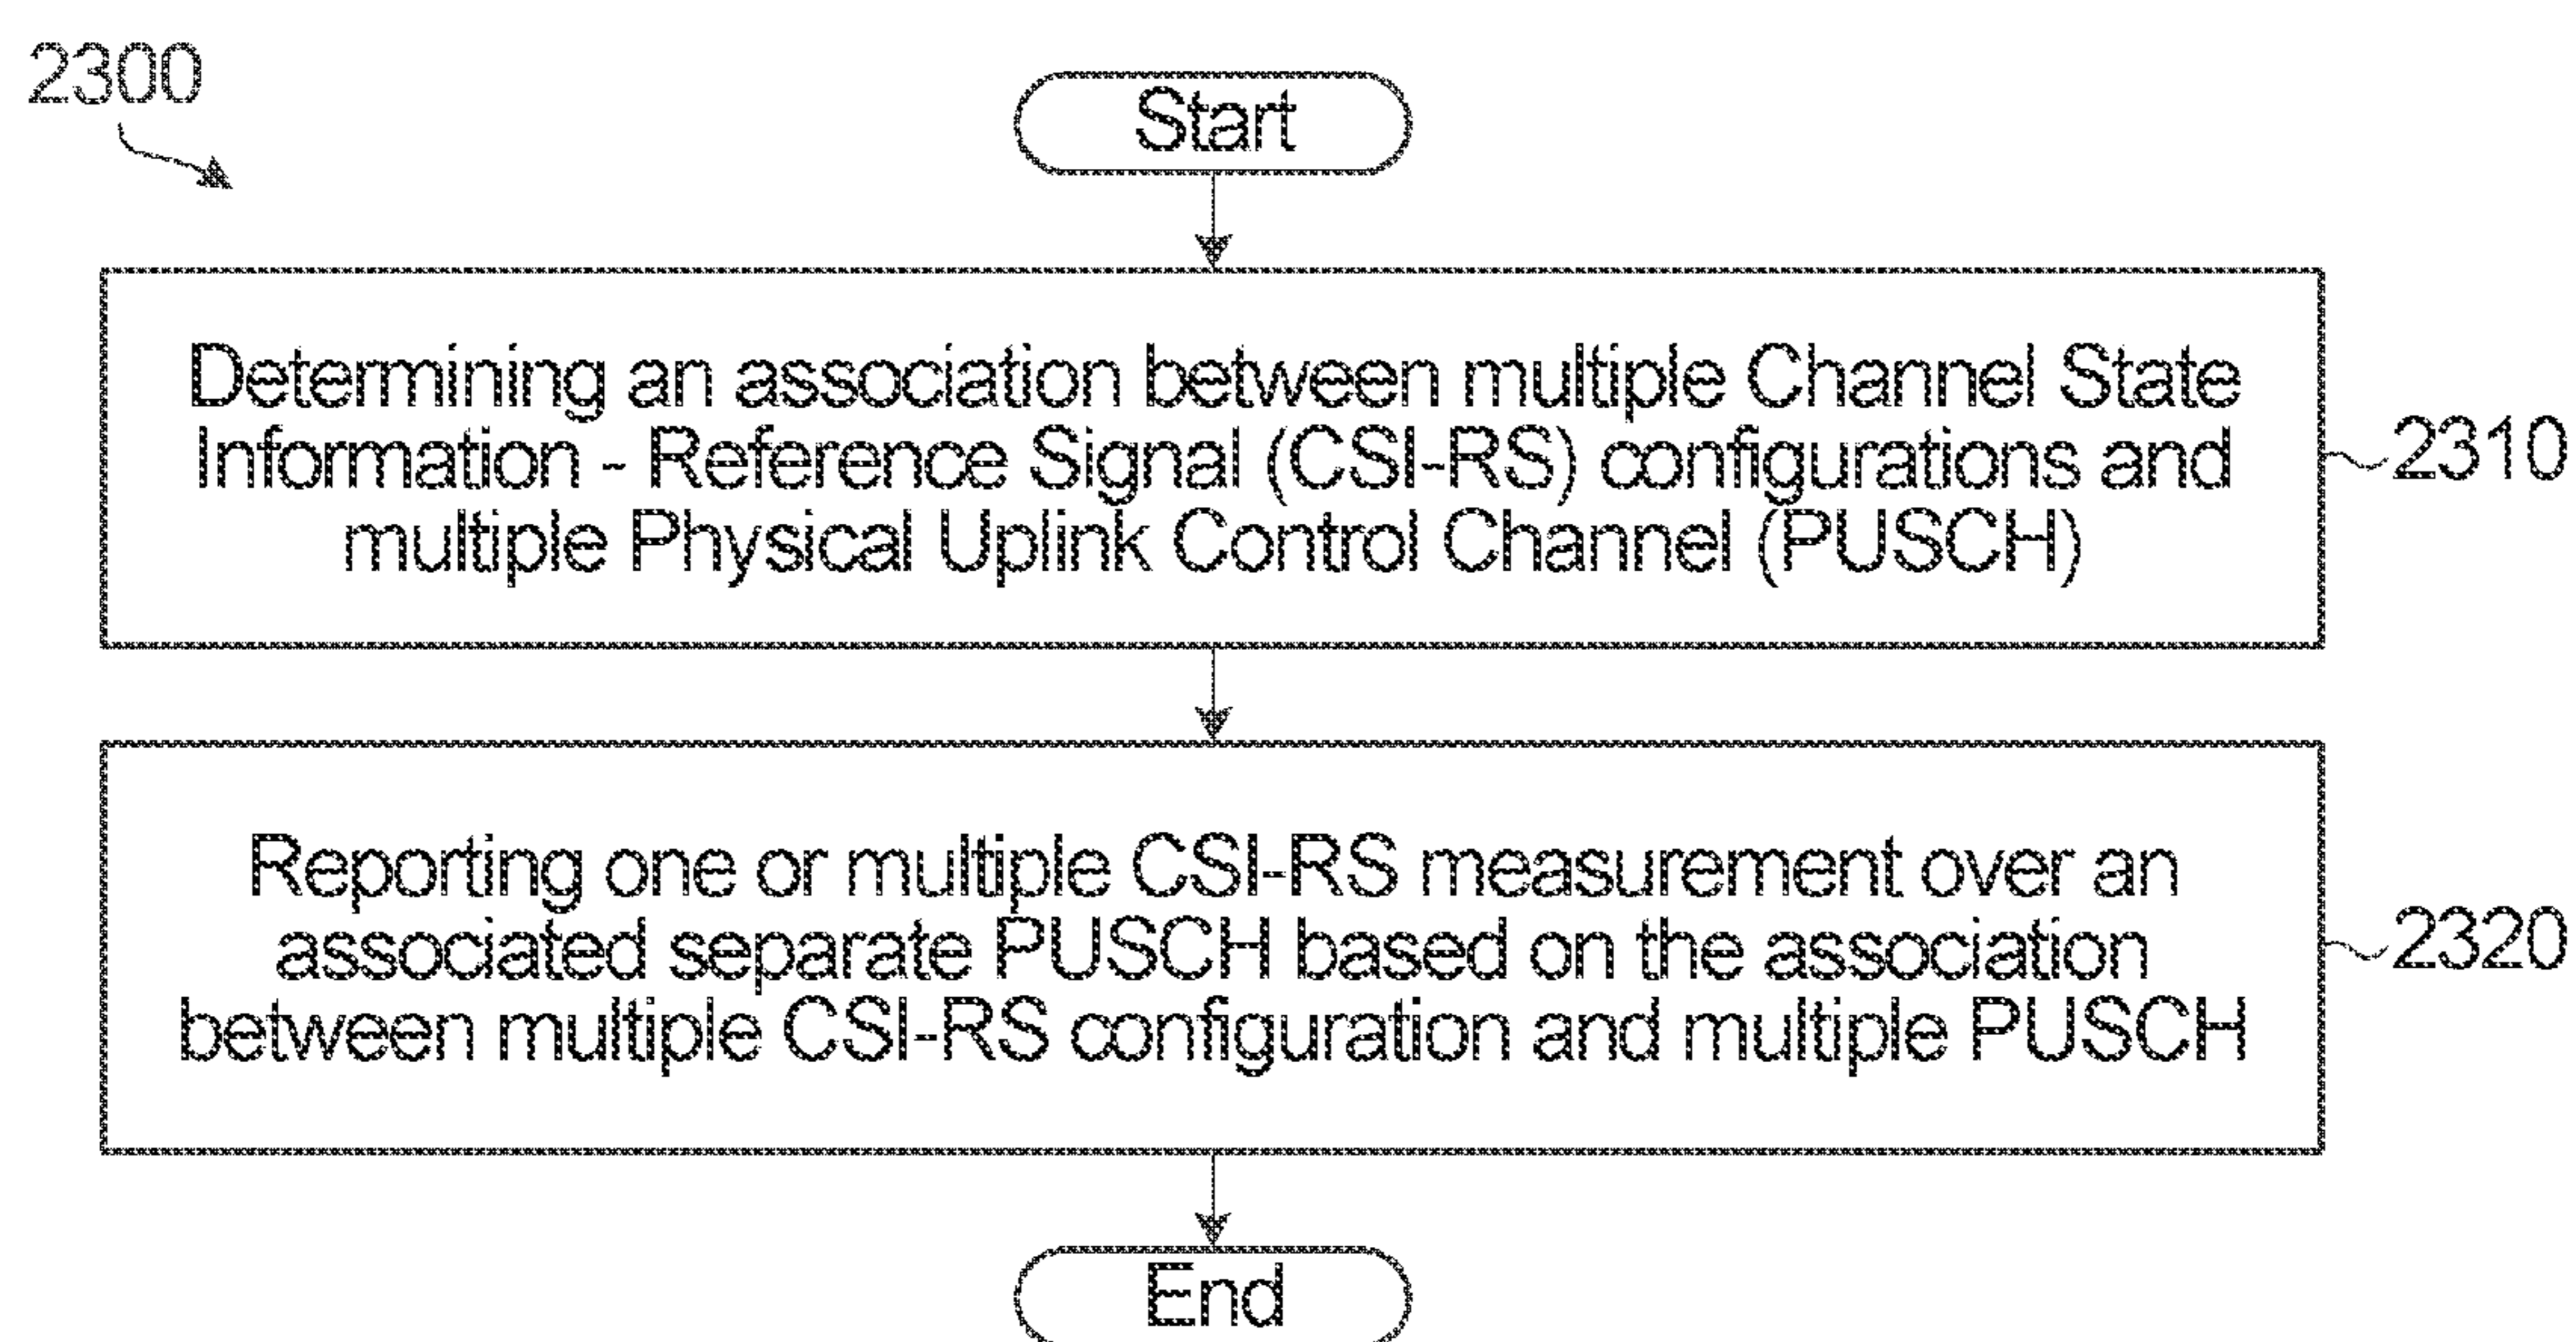 2300
Start
Determining an association between multiple Channel State
Information - Reference Signal (CSI-RS) configurations and
multiple Physical Uplink Control Channel (PUSCH)
2310
Reporting one or multiple CSI-RS measurement over an
associated separate PUSCH based on the association
between multiple CSI-RS configuration and multiple PUSCH
2320
End